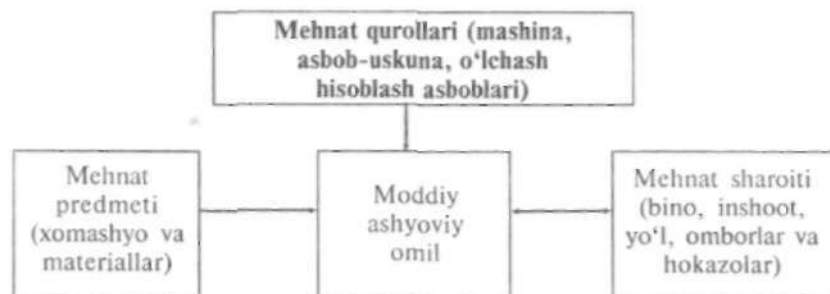 Mehnat qurollari (mashina,
asbob-uskuna, o‘lchash
hisoblash asboblari)
Mehnat
predmeti
(xomashyo va
materiallar)
Moddiy
ashyoviy
omil
Mehnat sharoiti
(bino, inshoot,
yo‘l, omborlar va
hokazolar)